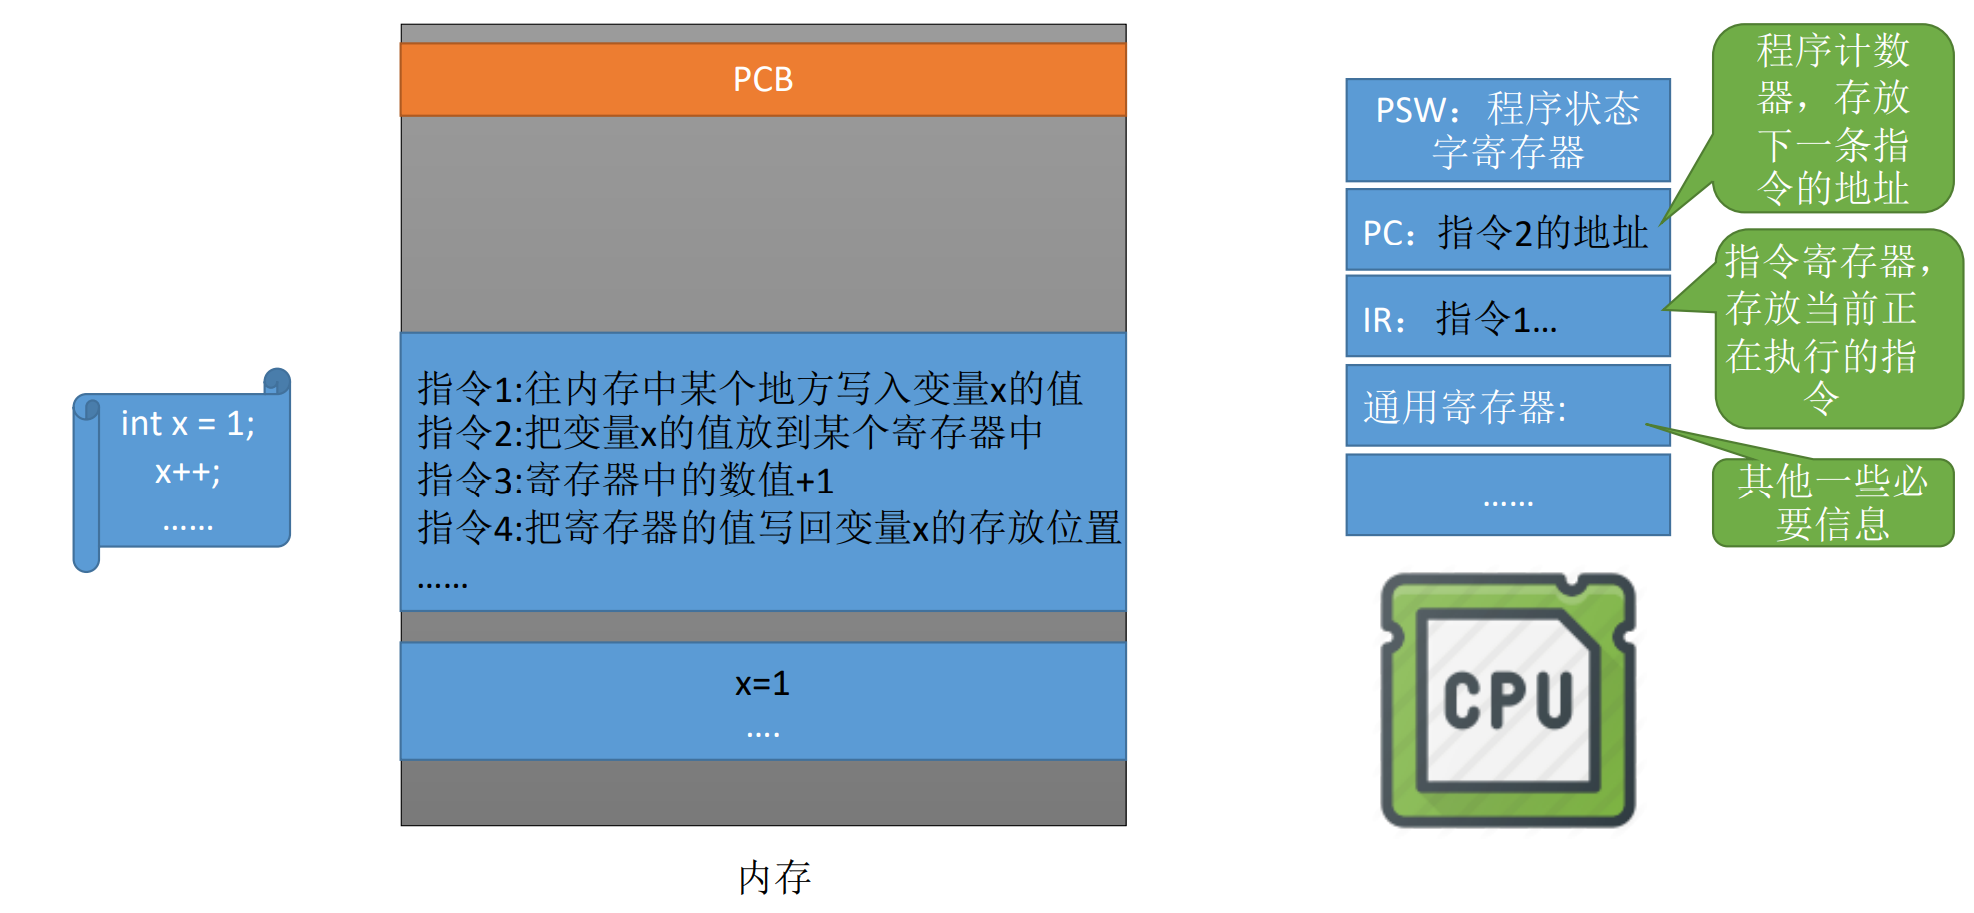 int x = 1;
x++;
……
PCB
指令1:往内存中某个地方写入变量x的值
指令2:把变量x的值放到某个寄存器中
指令3:寄存器中的数值+1
指令4:把寄存器的值写回变量x的存放位置
……
x=1
….
内存
PSW：程序状态
字寄存器
PC：指令2的地址
IR： 指令1…
通用寄存器:
……
程序计数
器，存放
下一条指
令的地址
指令寄存器，
存放当前正
在执行的指
令
其他一些必
要信息
CPU